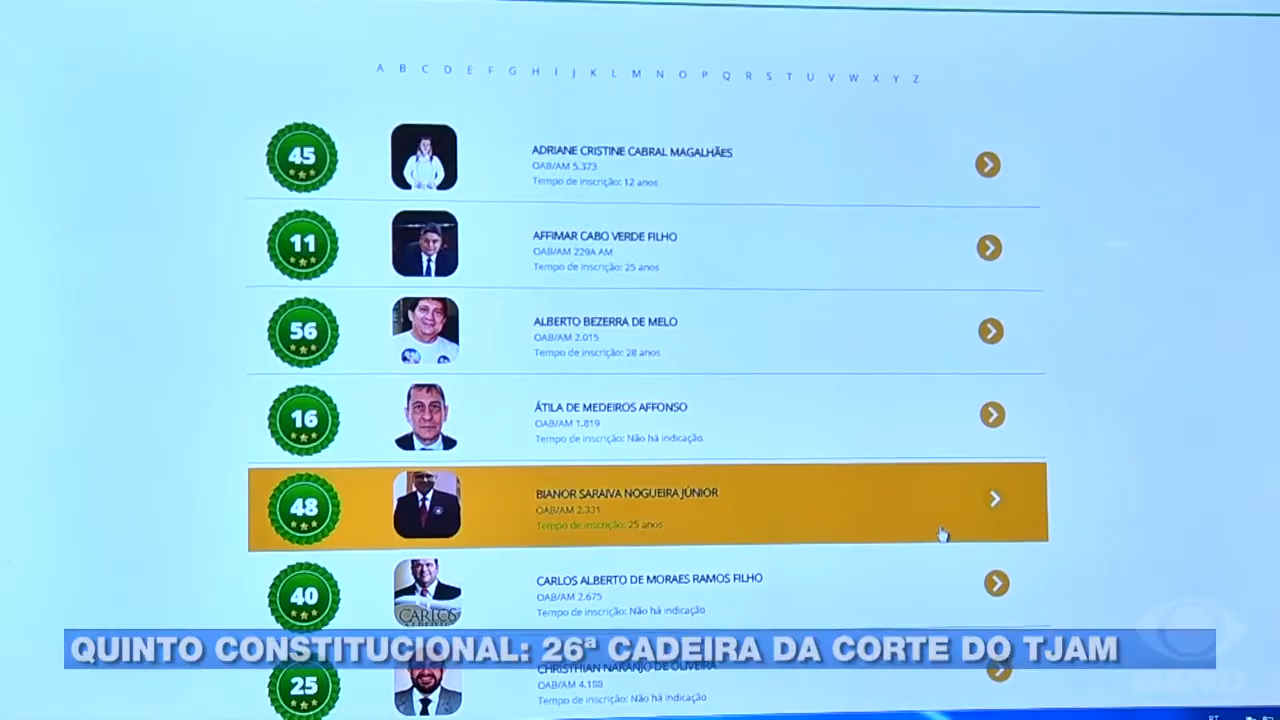 A B C D E F G H I J K L M N O P Q R S T U V W X Y Z
45
ADRIANE CRISTINE CABRAL MAGALHÃES
OAB/AM 5.373
Tempo de inscrição: 12 anos
11
AFFIMAR CABO VERDE FILHO
OAB/AM 229A AM
Tempo de inscrição: 25 anos
56
ALBERTO BEZERRA DE MELO
OAB/AM 2.015
Tempo de inscrição: 28 anos
16
ÁTILA DE MEDEIROS AFFONSO
OAB/AM 1.819
Tempo de inscrição: Não há indicação.
48
BIANOR SARAIVA NOGUEIRA JÚNIOR
OAB/AM 2.331
Tempo de inscrição: 25 anos
40
CARLOS
CARLOS ALBERTO DE MORAES RAMOS FILHO
OAB/AM 2.675
Tempo de inscrição: Não há indicação
QUINTO CONSTITUCIONAL: 26ª CADEIRA DA CORTE DO TJAM
25
CHRISTHIAN NARANJO DE OLIVEIRA
OAB/AM 4.188
Tempo de inscrição: Não há indicação